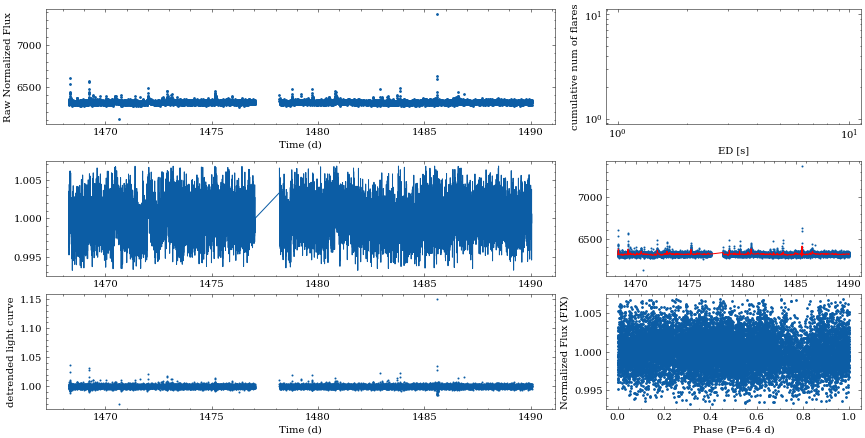 Raw Normalized Flux
7000
6500
1470 1475 1480 1485 1490
Time (d)
cumulative num of flares
10¹
10⁰
10⁰ 10¹
ED [s]
1.005
1.000
0.995
1470 1475 1480 1485 1490
7000
6500
1470 1475 1480 1485 1490
detrended light curve
1.15
1.10
1.05
1.00
1470 1475 1480 1485 1490
Time (d)
Normalized Flux (FIX)
1.005
1.000
0.995
0.0 0.2 0.4 0.6 0.8 1.0
Phase (P=6.4 d)